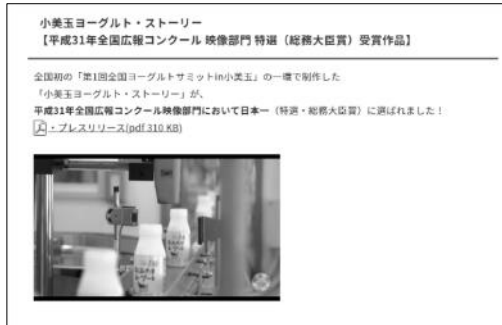 小美玉ヨーグルト・ストーリー
【平成31年全国広報コンクール 映像部門 特選（総務大臣賞）受賞作品】
全国初の「第1回全国ヨーグルトサミットin小美玉」の一環で制作した
「小美玉ヨーグルト・ストーリー」が、
平成31年全国広報コンクール映像部門において日本一（特選・総務大臣賞）に選ばれました！
・プレスリリース(pdf 310 KB)